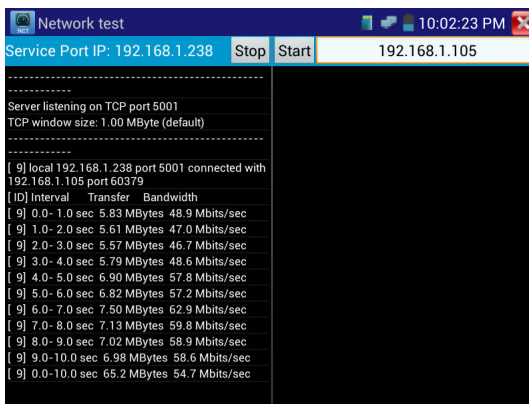 Network test
10:02:23 PM
NET
Service Port IP: 192.168.1.238
Stop
Start
192.168.1.105
------------------------------------------------
------------
Server listening on TCP port 5001
TCP window size: 1.00 MByte (default)
------------------------------------------------
------------
[ 9] local 192.168.1.238 port 5001 connected with
192.168.1.105 port 60379
[ ID] Interval Transfer Bandwidth
[ 9] 0.0- 1.0 sec 5.83 MBytes 48.9 Mbits/sec
[ 9] 1.0- 2.0 sec 5.61 MBytes 47.0 Mbits/sec
[ 9] 2.0- 3.0 sec 5.57 MBytes 46.7 Mbits/sec
[ 9] 3.0- 4.0 sec 5.79 MBytes 48.6 Mbits/sec
[ 9] 4.0- 5.0 sec 6.90 MBytes 57.8 Mbits/sec
[ 9] 5.0- 6.0 sec 6.82 MBytes 57.2 Mbits/sec
[ 9] 6.0- 7.0 sec 7.50 MBytes 62.9 Mbits/sec
[ 9] 7.0- 8.0 sec 7.13 MBytes 59.8 Mbits/sec
[ 9] 8.0- 9.0 sec 7.02 MBytes 58.9 Mbits/sec
[ 9] 9.0-10.0 sec 6.98 MBytes 58.6 Mbits/sec
[ 9] 0.0-10.0 sec 65.2 MBytes 54.7 Mbits/sec